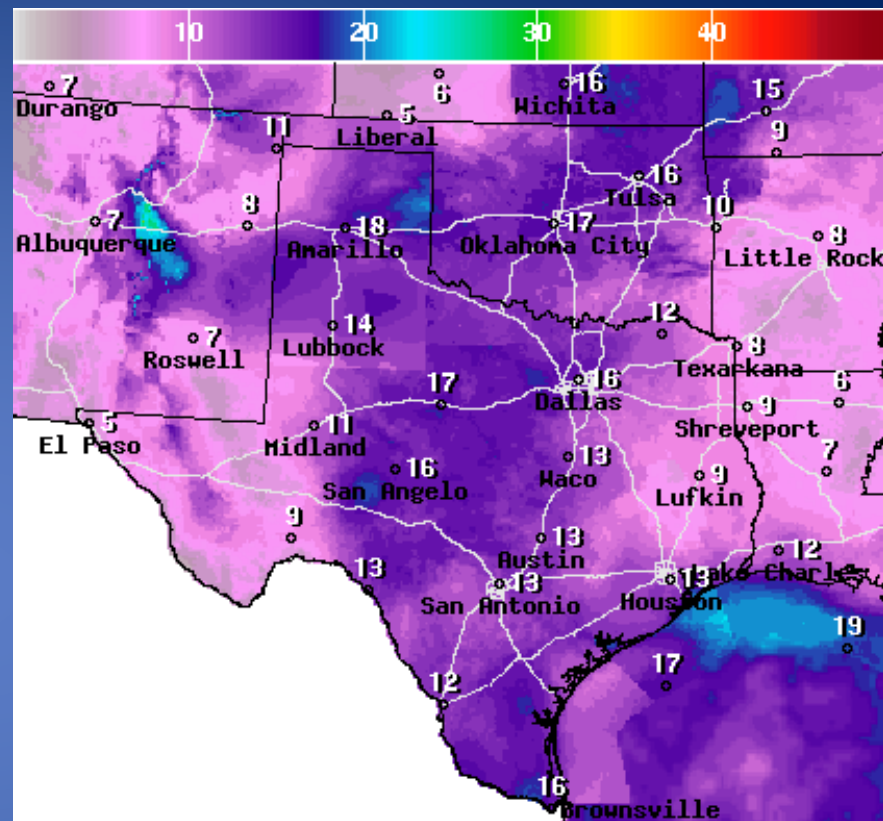 10 20 30 40
7
Durango
6
5
Liberal
16
Wichita
15
9
11
16
Tulsa
7
Albuquerque
8
18
Amarillo
17
Oklahoma City
10
8
Little Rock
7
Roswell
14
Lubbock
12
8
Texarkana
16
Dallas
17
9
Shreveport
6
5
El Paso
11
Midland
16
San Angelo
13
Waco
9
Lufkin
7
9
13
Austin
12
Lake Charl
13
13
San Antonio
13
Houston
19
17
12
16
Brownsville